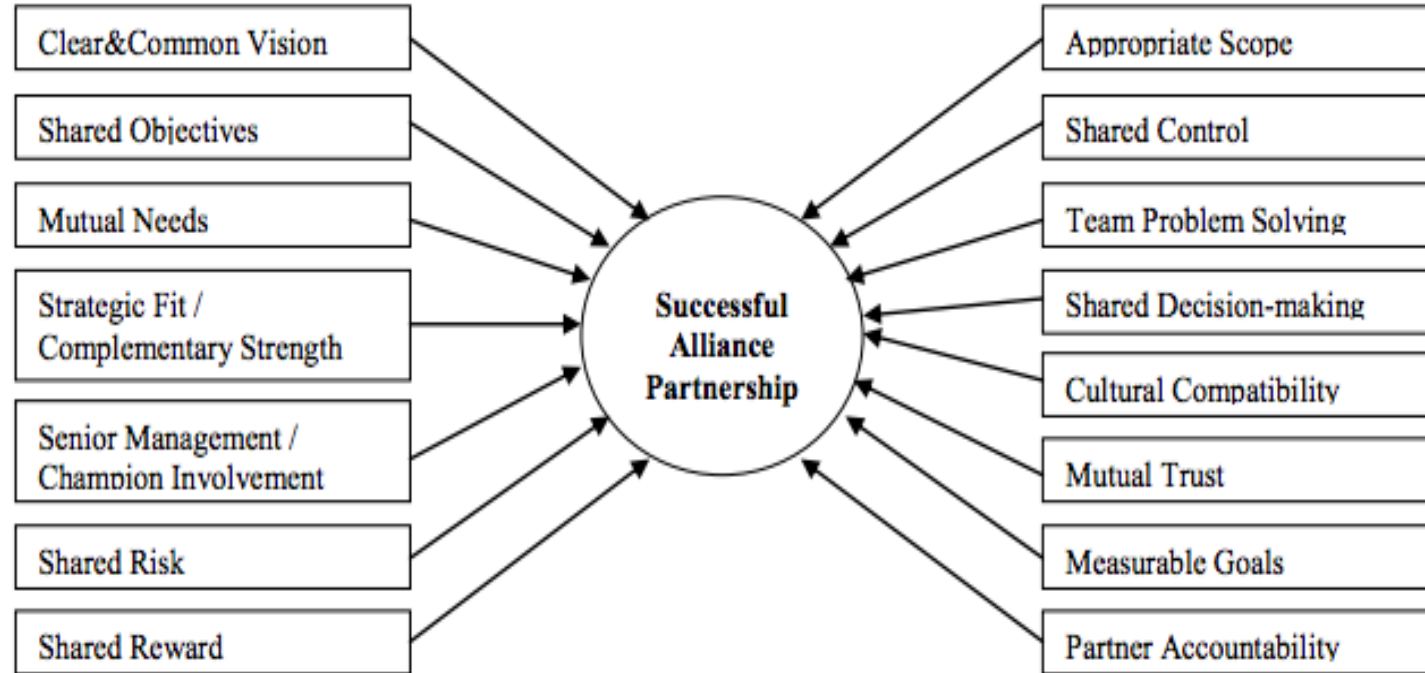 Clear&Common Vision
Shared Objectives
Mutual Needs
Strategic Fit /
Complementary Strength
Senior Management /
Champion Involvement
Shared Risk
Shared Reward
Successful
Alliance
Partnership
Appropriate Scope
Shared Control
Team Problem Solving
Shared Decision-making
Cultural Compatibility
Mutual Trust
Measurable Goals
Partner Accountability